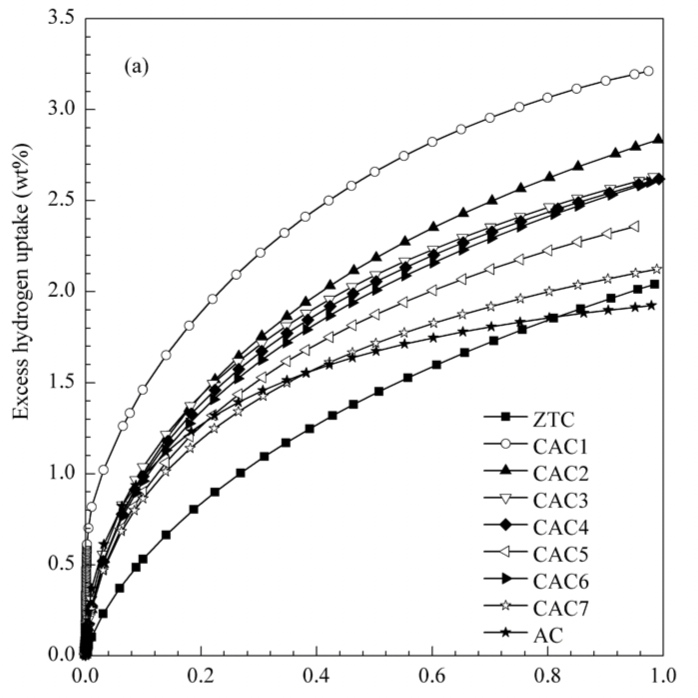 (a)
Excess hydrogen uptake (wt%)
3.5
3.0
2.5
2.0
1.5
1.0
0.5
0.0
0.0 0.2 0.4 0.6 0.8 1.0
ZTC
CAC1
CAC2
CAC3
CAC4
CAC5
CAC6
CAC7
AC